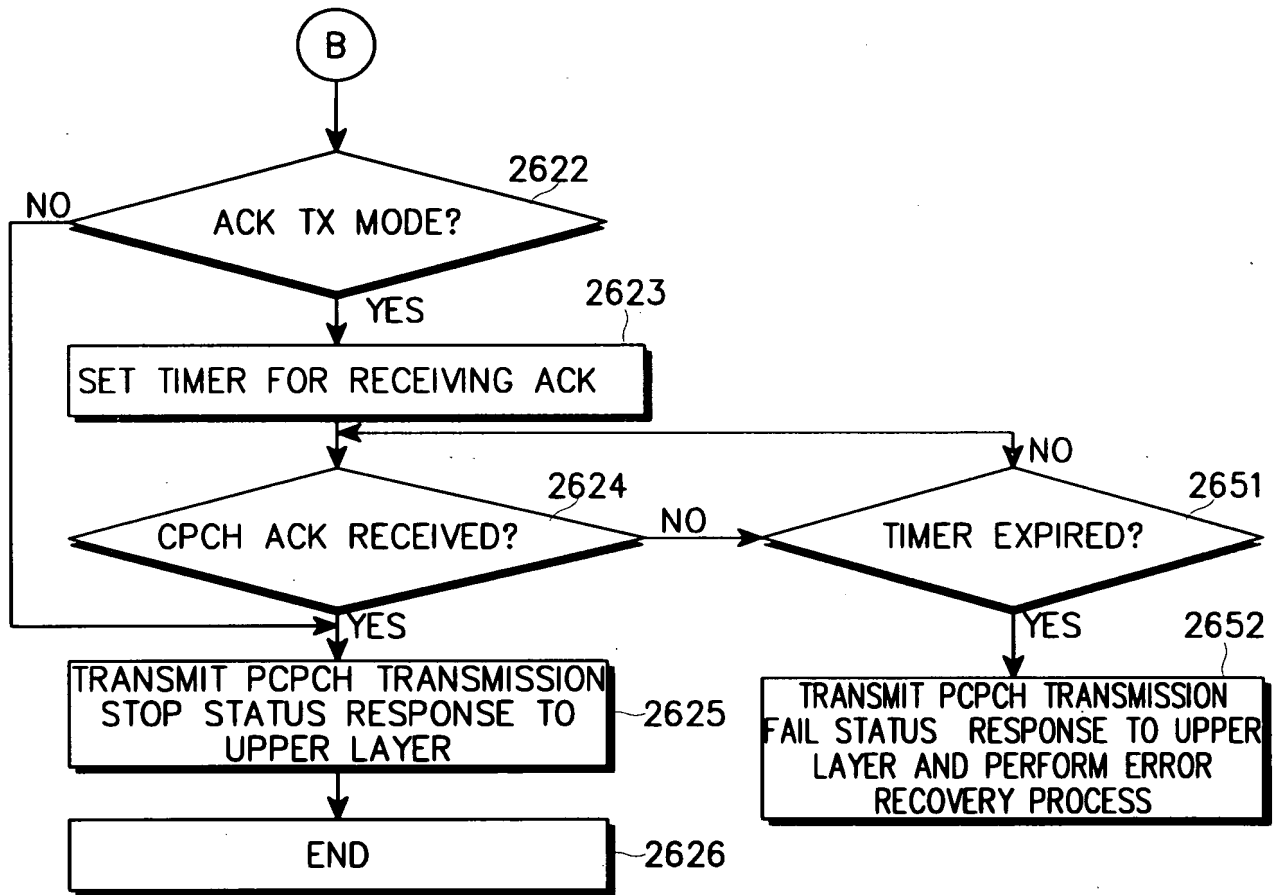 B
2622
NO
ACK TX MODE?
YES
2623
SET TIMER FOR RECEIVING ACK
NO
2624
2651
CPCH ACK RECEIVED?
NO
TIMER EXPIRED?
YES
YES
2652
TRANSMIT PCPCH TRANSMISSION
STOP STATUS RESPONSE TO
UPPER LAYER
2625
TRANSMIT PCPCH TRANSMISSION
FAIL STATUS RESPONSE TO UPPER
LAYER AND PERFORM ERROR
RECOVERY PROCESS
END
2626